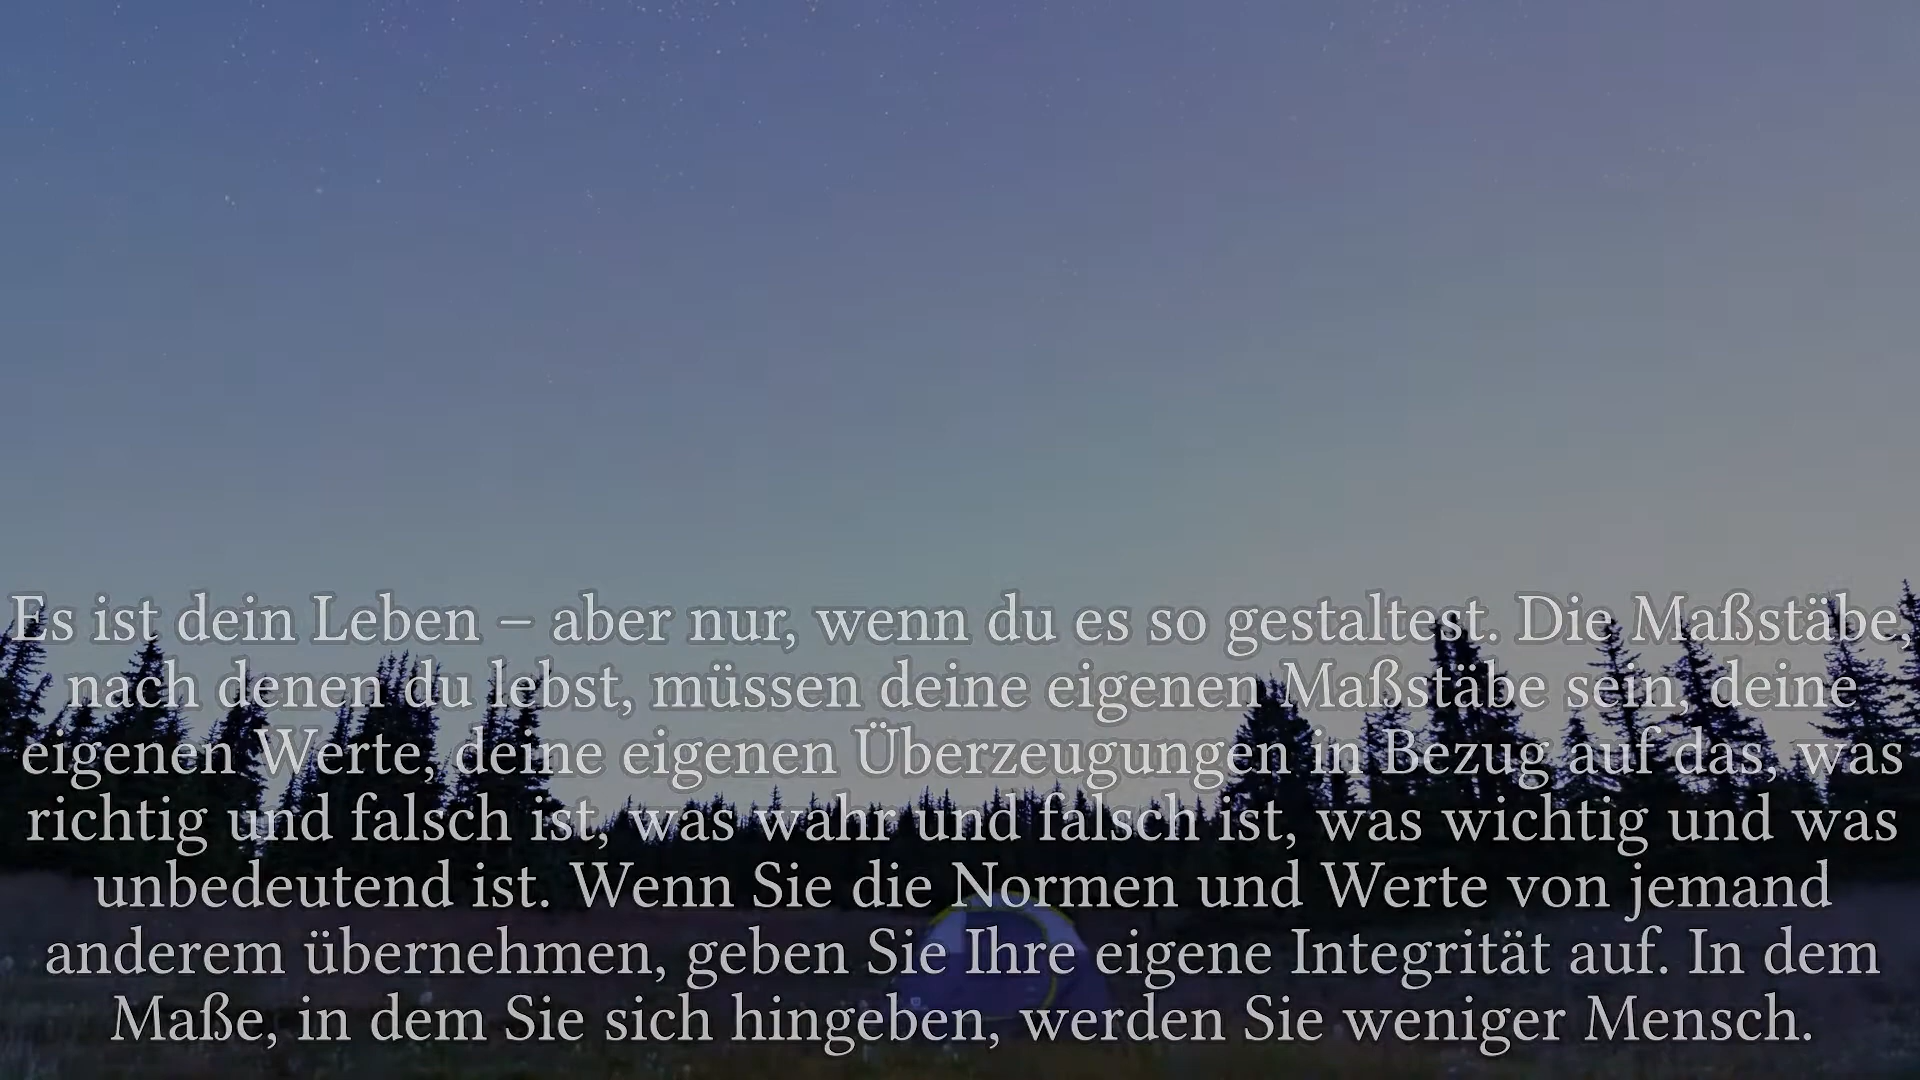 Es ist dein Leben – aber nur, wenn du es so gestaltest. Die Maßstäbe,
nach denen du lebst, müssen deine eigenen Maßstäbe sein, deine
eigenen Werte, deine eigenen Überzeugungen in Bezug auf das, was
richtig und falsch ist, was wahr und falsch ist, was wichtig und was
unbedeutend ist. Wenn Sie die Normen und Werte von jemand
anderem übernehmen, geben Sie Ihre eigene Integrität auf. In dem
Maße, in dem Sie sich hingeben, werden Sie weniger Mensch.